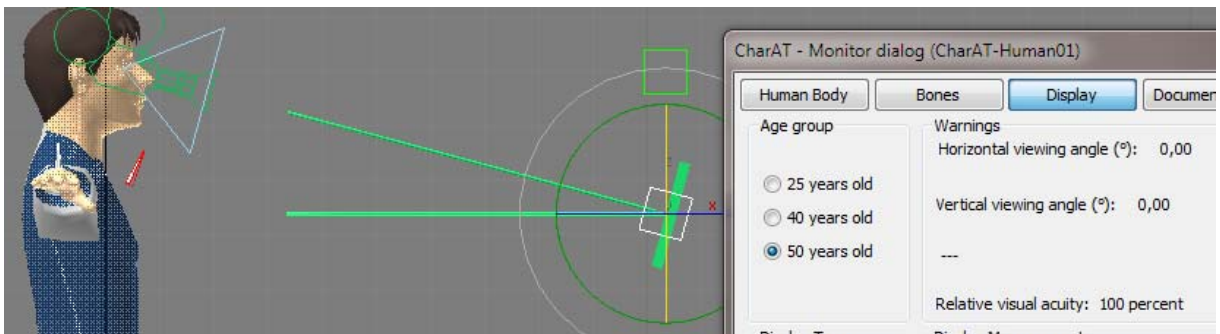 CharAT - Monitor dialog (CharAT-Human01)
Human Body Bones Display Documen
Age group
25 years old
40 years old
50 years old
Warnings
Horizontal viewing angle (°): 0,00
Vertical viewing angle (°): 0,00
---
Relative visual acuity: 100 percent
x